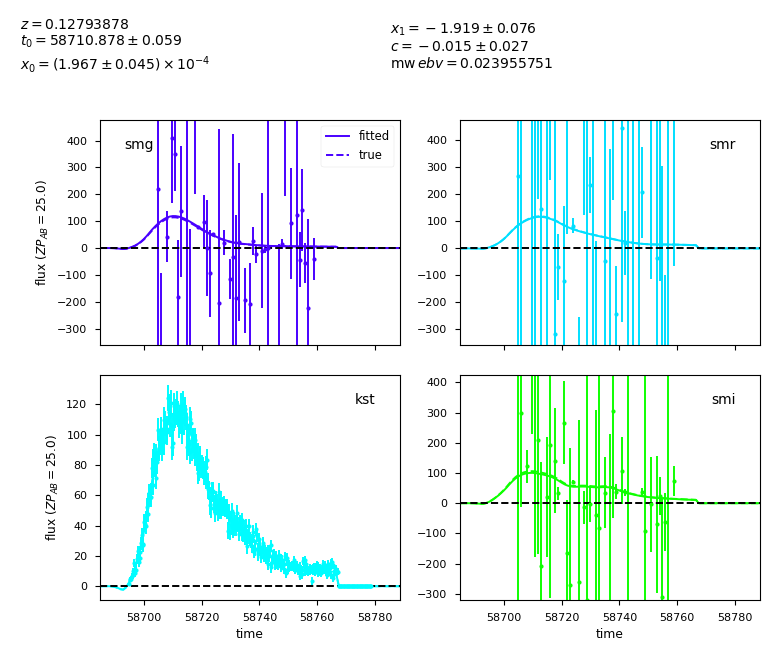 z = 0.12793878
t₀ = 58710.878 ± 0.059
x₀ = (1.967 ± 0.045) × 10⁻⁴
x₁ = −1.919 ± 0.076
c = −0.015 ± 0.027
mw ebv = 0.023955751
smg
fitted
true
400
300
200
100
0
−100
−200
−300
flux (ZP_AB = 25.0)
smr
400
300
200
100
0
−100
−200
−300
kst
120
100
80
60
40
20
0
flux (ZP_AB = 25.0)
58700 58720 58740 58760 58780
time
smi
400
300
200
100
0
−100
−200
−300
58700 58720 58740 58760 58780
time